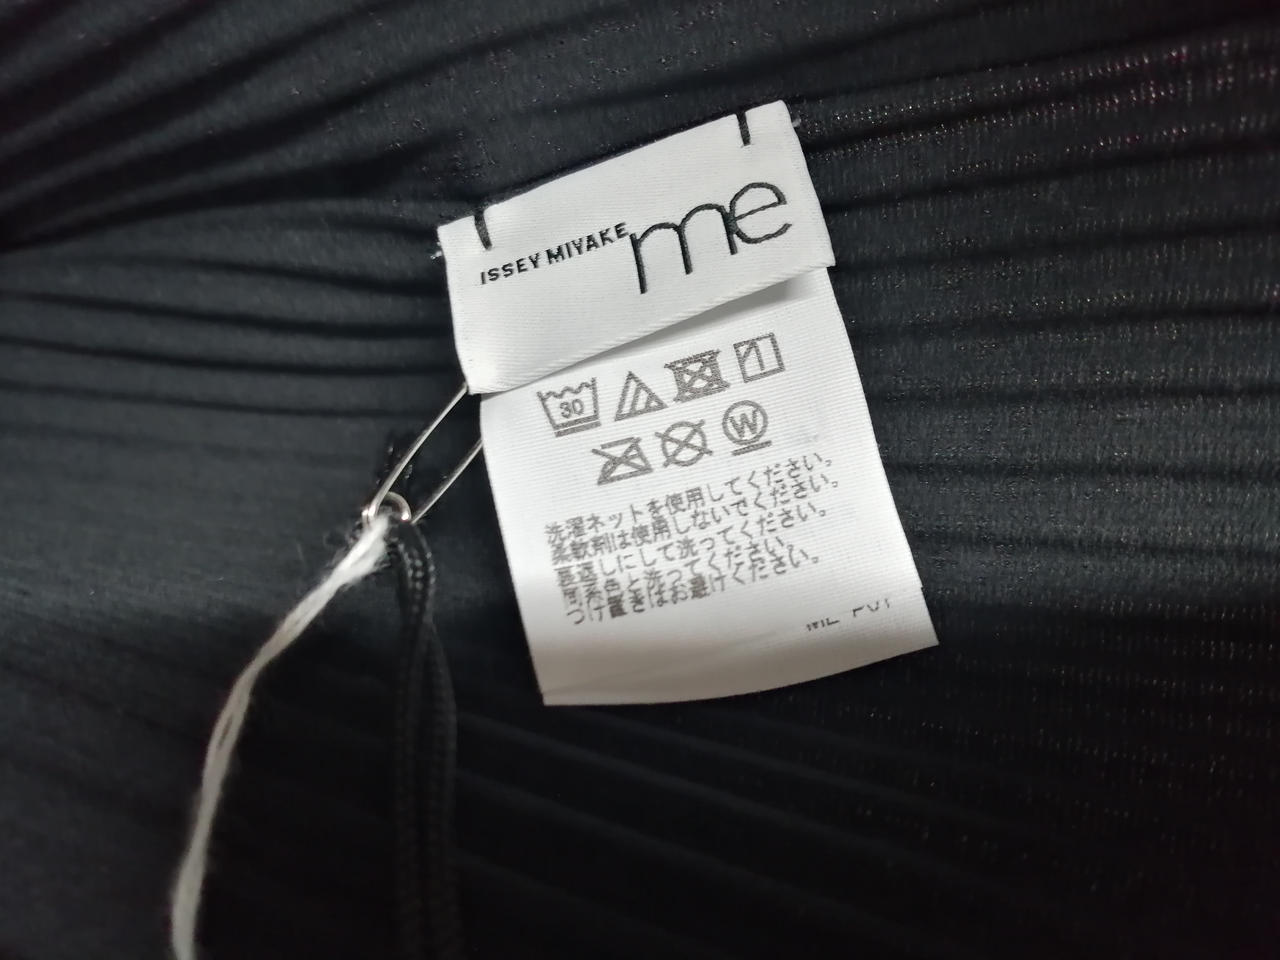 ISSEY MIYAKE me
30
W
洗濯ネットを使用してください。
柔軟剤は使用しないでください。
裏返しにして洗ってください。
同系色と洗ってください。
つけ置きはお避けください。